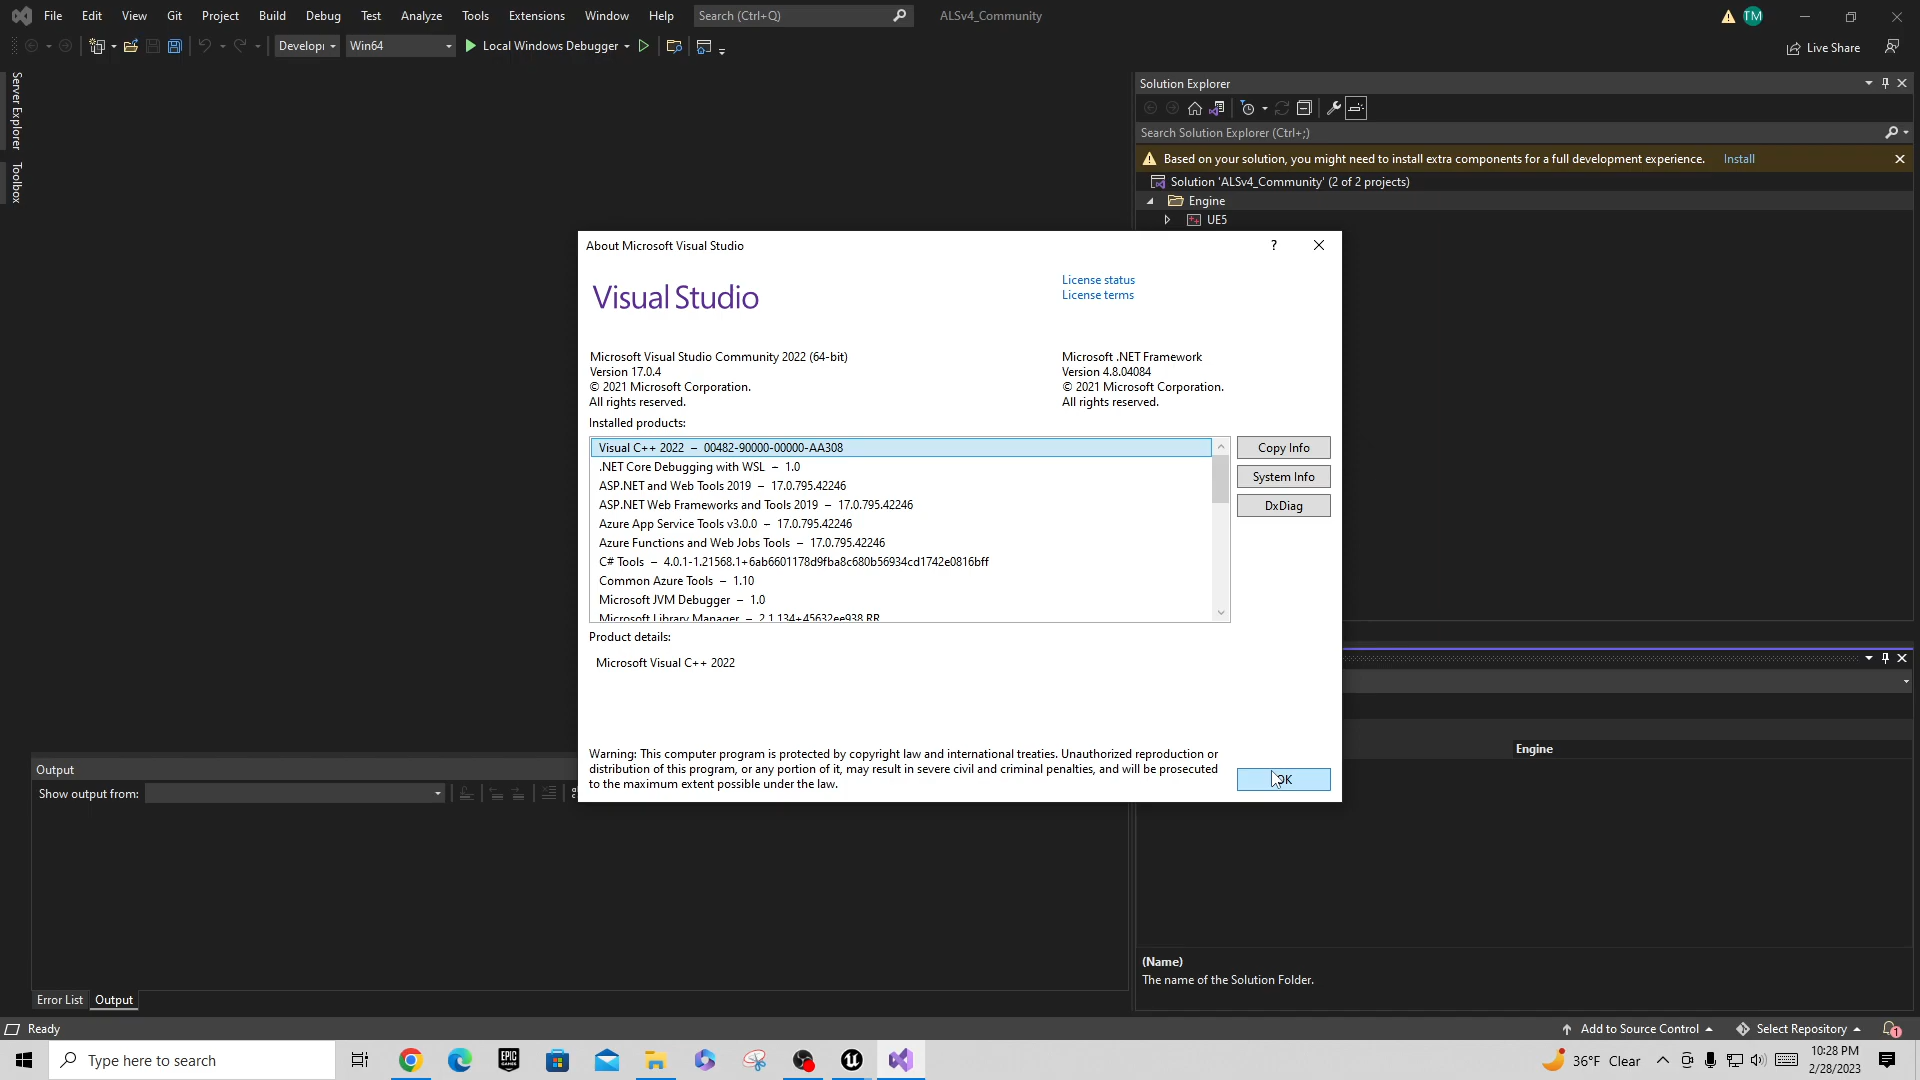 File Edit View Git Project Build Debug Test Analyze Tools Extensions Window Help Search (Ctrl+Q) ALSv4_Community TM
Win64 Local Windows Debugger Live Share
Server Explorer
Toolbox
Solution Explorer
Search Solution Explorer (Ctrl+;)
Based on your solution, you might need to install extra components for a full development experience. Install
Solution 'ALSv4_Community' (2 of 2 projects)
Engine
UE5
About Microsoft Visual Studio ?
Visual Studio
License status
License terms
Microsoft Visual Studio Community 2022 (64-bit)
Version 17.0.4
© 2021 Microsoft Corporation.
All rights reserved.
Microsoft .NET Framework
Version 4.8.04084
© 2021 Microsoft Corporation.
All rights reserved.
Installed products:
Visual C++ 2022 – 00482-90000-00000-AA308
.NET Core Debugging with WSL – 1.0
ASP.NET and Web Tools 2019 – 17.0.795.42246
ASP.NET Web Frameworks and Tools 2019 – 17.0.795.42246
Azure App Service Tools v3.0.0 – 17.0.795.42246
Azure Functions and Web Jobs Tools – 17.0.795.42246
C# Tools – 4.0.1-1.21568.1+6ab6601178d9fba8c680b56934cd1742e0816bff
Common Azure Tools – 1.10
Microsoft JVM Debugger – 1.0
Microsoft Library Manager – 2.1.134+45632ee938.RR
Copy Info
System Info
DxDiag
Product details:
Microsoft Visual C++ 2022
Warning: This computer program is protected by copyright law and international treaties. Unauthorized reproduction or
distribution of this program, or any portion of it, may result in severe civil and criminal penalties, and will be prosecuted
to the maximum extent possible under the law.
OK
Engine
Output
Show output from:
(Name)
The name of the Solution Folder.
Error List Output
Ready Add to Source Control Select Repository 1
Type here to search
EPIC GAMES
36°F Clear
10:28 PM
2/28/2023